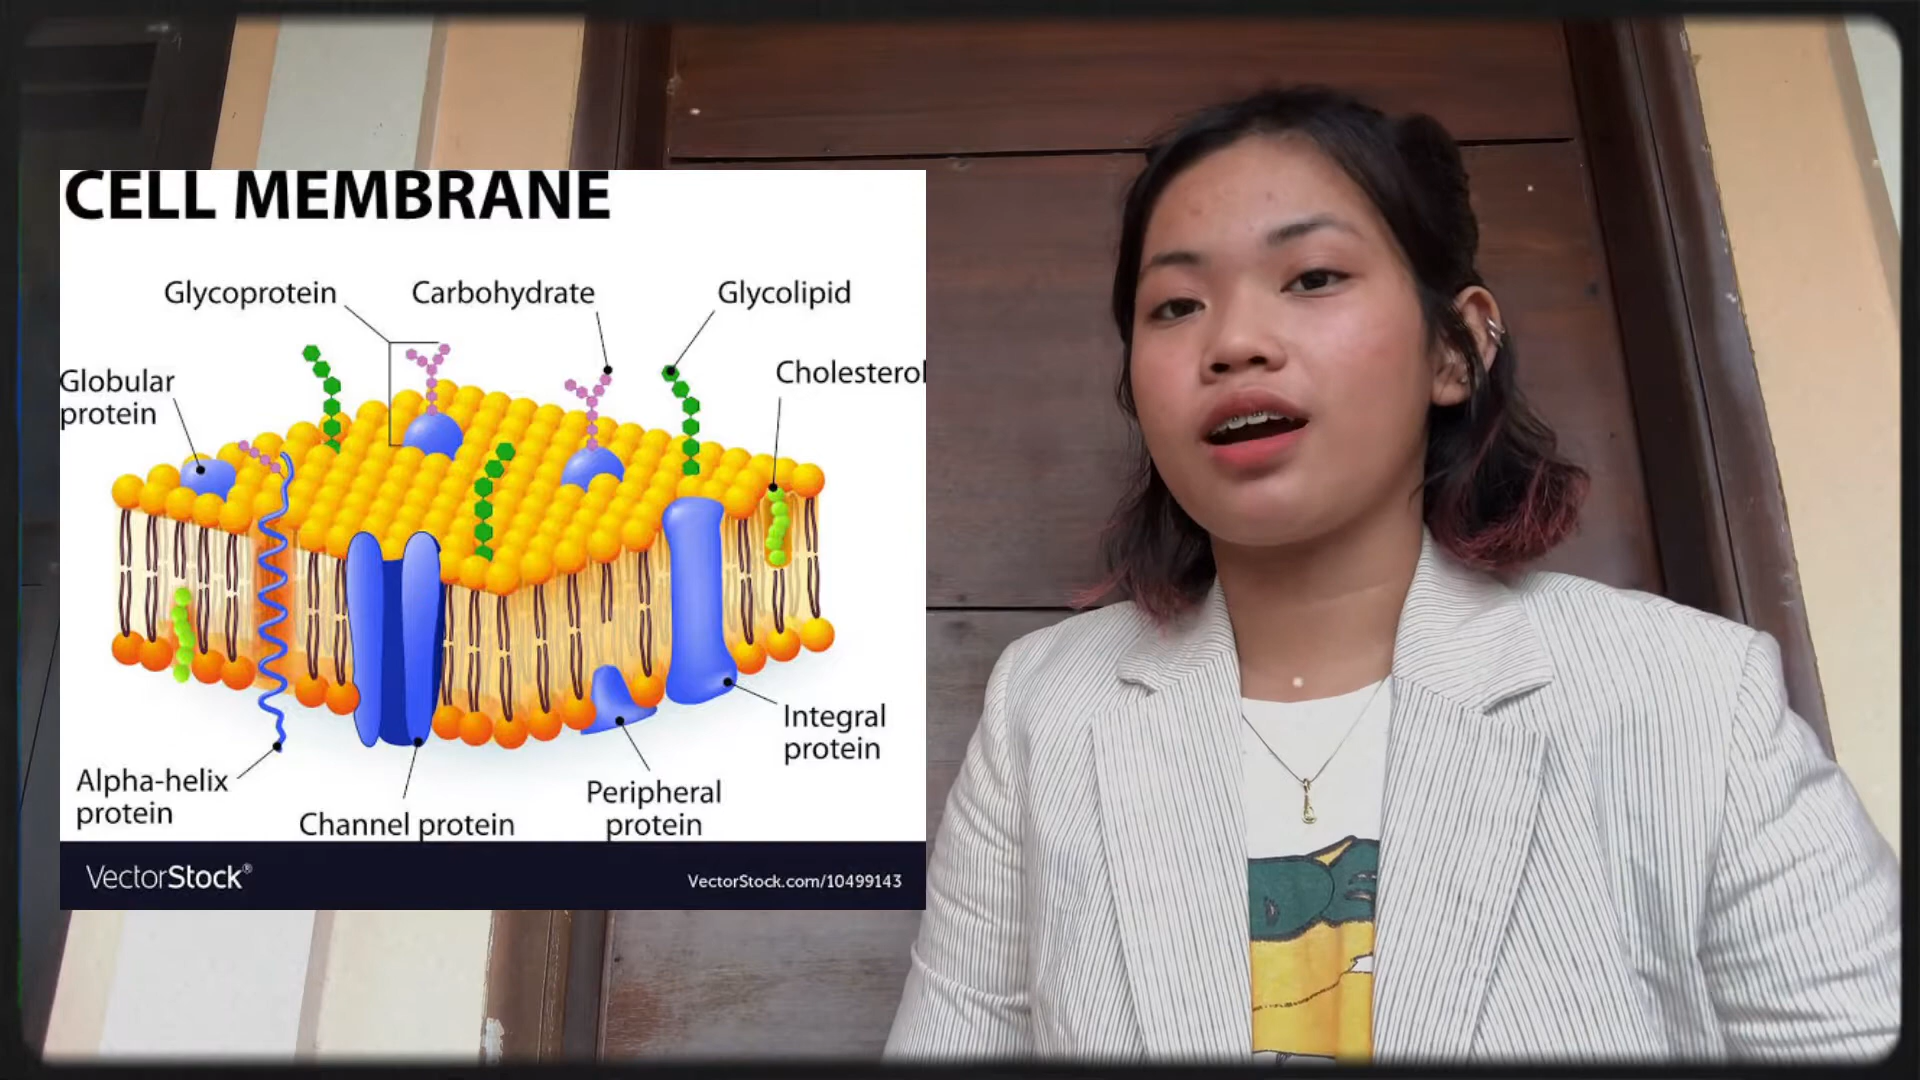 CELL MEMBRANE
Glycoprotein
Carbohydrate
Glycolipid
Cholesterol
Globular
protein
Integral
protein
Alpha-helix
protein
Peripheral
protein
Channel protein
VectorStock®
VectorStock.com/10499143